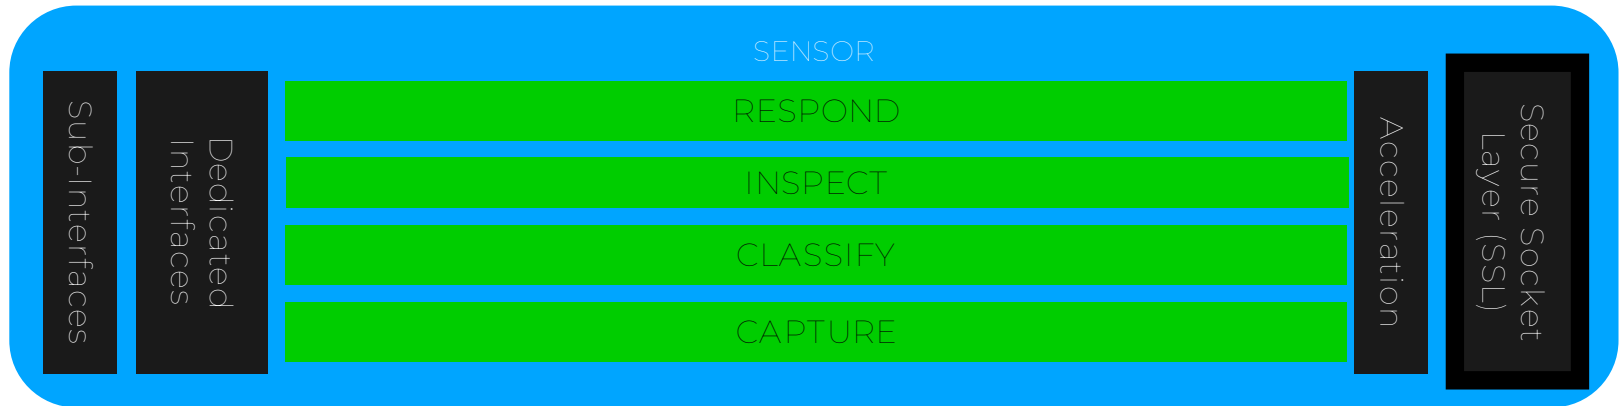 SENSOR
Sub-Interfaces
Dedicated
Interfaces
RESPOND
INSPECT
CLASSIFY
CAPTURE
Acceleration
Secure Socket
Layer (SSL)